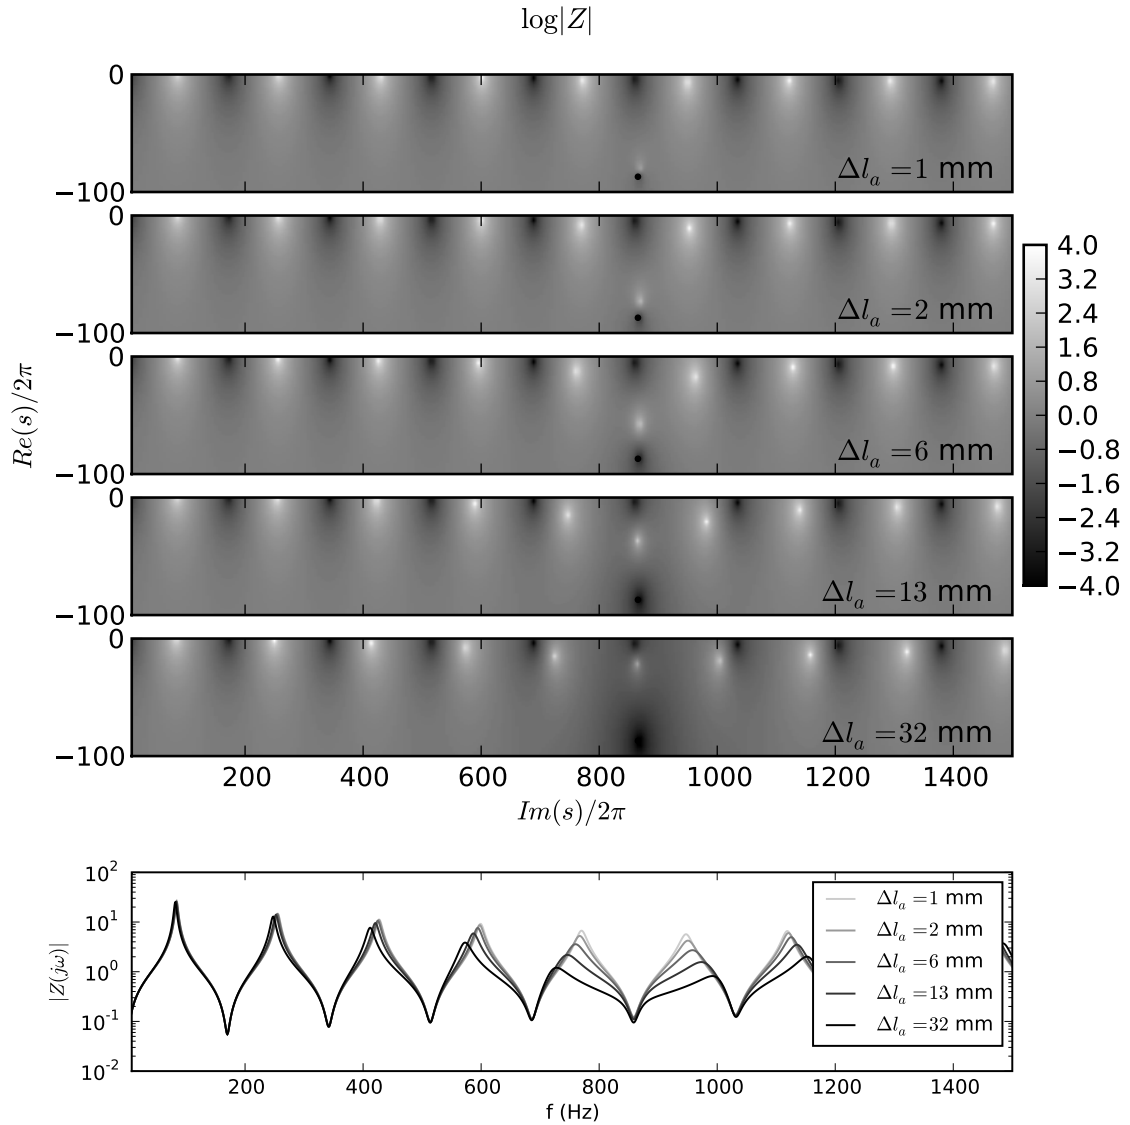 log|Z|
0
−100
Δl_a =1 mm
0
−100
Δl_a =2 mm
0
−100
Δl_a =6 mm
0
−100
Δl_a =13 mm
0
−100
Δl_a =32 mm
Re(s)/2π
200 400 600 800 1000 1200 1400
Im(s)/2π
4.0
3.2
2.4
1.6
0.8
0.0
−0.8
−1.6
−2.4
−3.2
−4.0
|Z(jω)|
10^2
10^1
10^0
10^-1
10^-2
Δl_a =1 mm
Δl_a =2 mm
Δl_a =6 mm
Δl_a =13 mm
Δl_a =32 mm
200 400 600 800 1000 1200 1400
f (Hz)